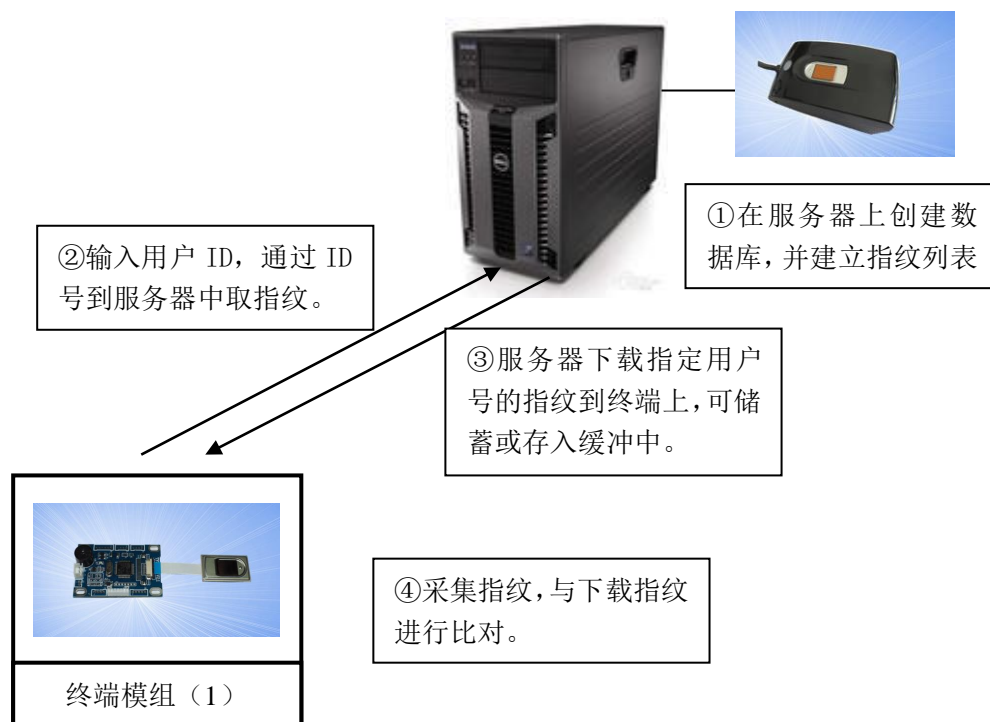 ①在服务器上创建数
据库,并建立指纹列表
②输入用户 ID, 通过 ID
号到服务器中取指纹。
③服务器下载指定用户
号的指纹到终端上,可储
蓄或存入缓冲中。
④采集指纹,与下载指纹
进行比对。
终端模组（1）